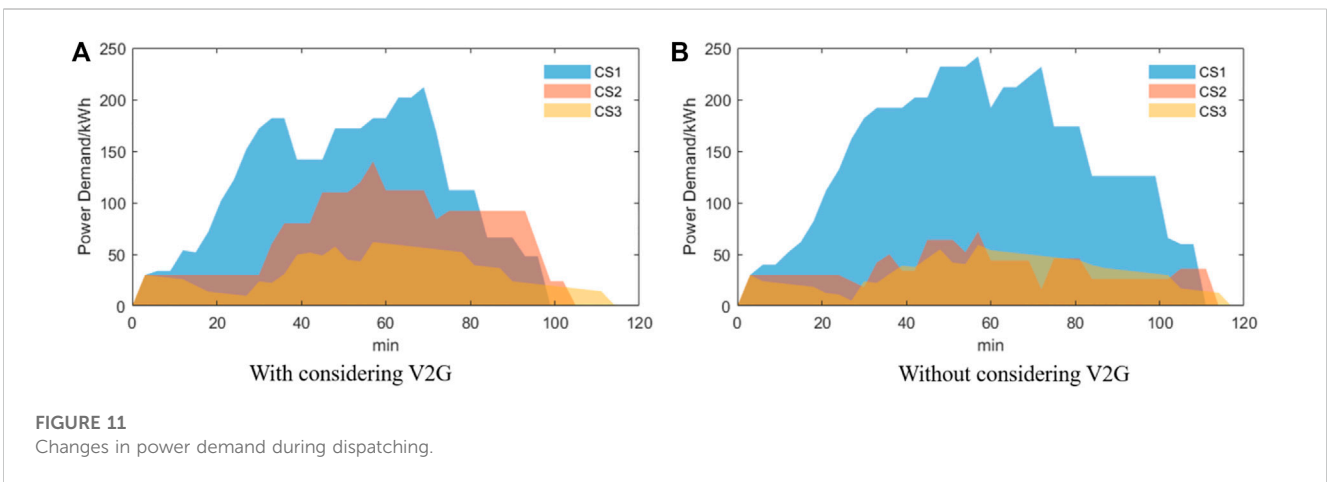 A
250
200
150
100
50
0
Power Demand/kWh
CS1
CS2
CS3
0 20 40 60 80 100 120
min
With considering V2G
B
250
200
150
100
50
0
Power Demand/kWh
CS1
CS2
CS3
0 20 40 60 80 100 120
min
Without considering V2G
FIGURE 11
Changes in power demand during dispatching.